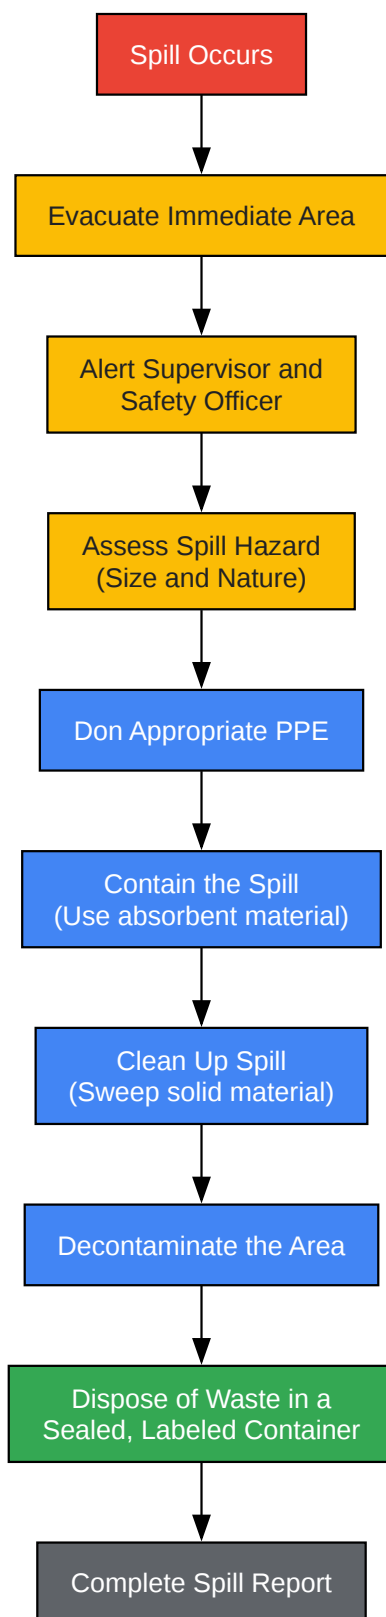 Spill Occurs
Evacuate Immediate Area
Alert Supervisor and
Safety Officer
Assess Spill Hazard
(Size and Nature)
Don Appropriate PPE
Contain the Spill
(Use absorbent material)
Clean Up Spill
(Sweep solid material)
Decontaminate the Area
Dispose of Waste in a
Sealed, Labeled Container
Complete Spill Report